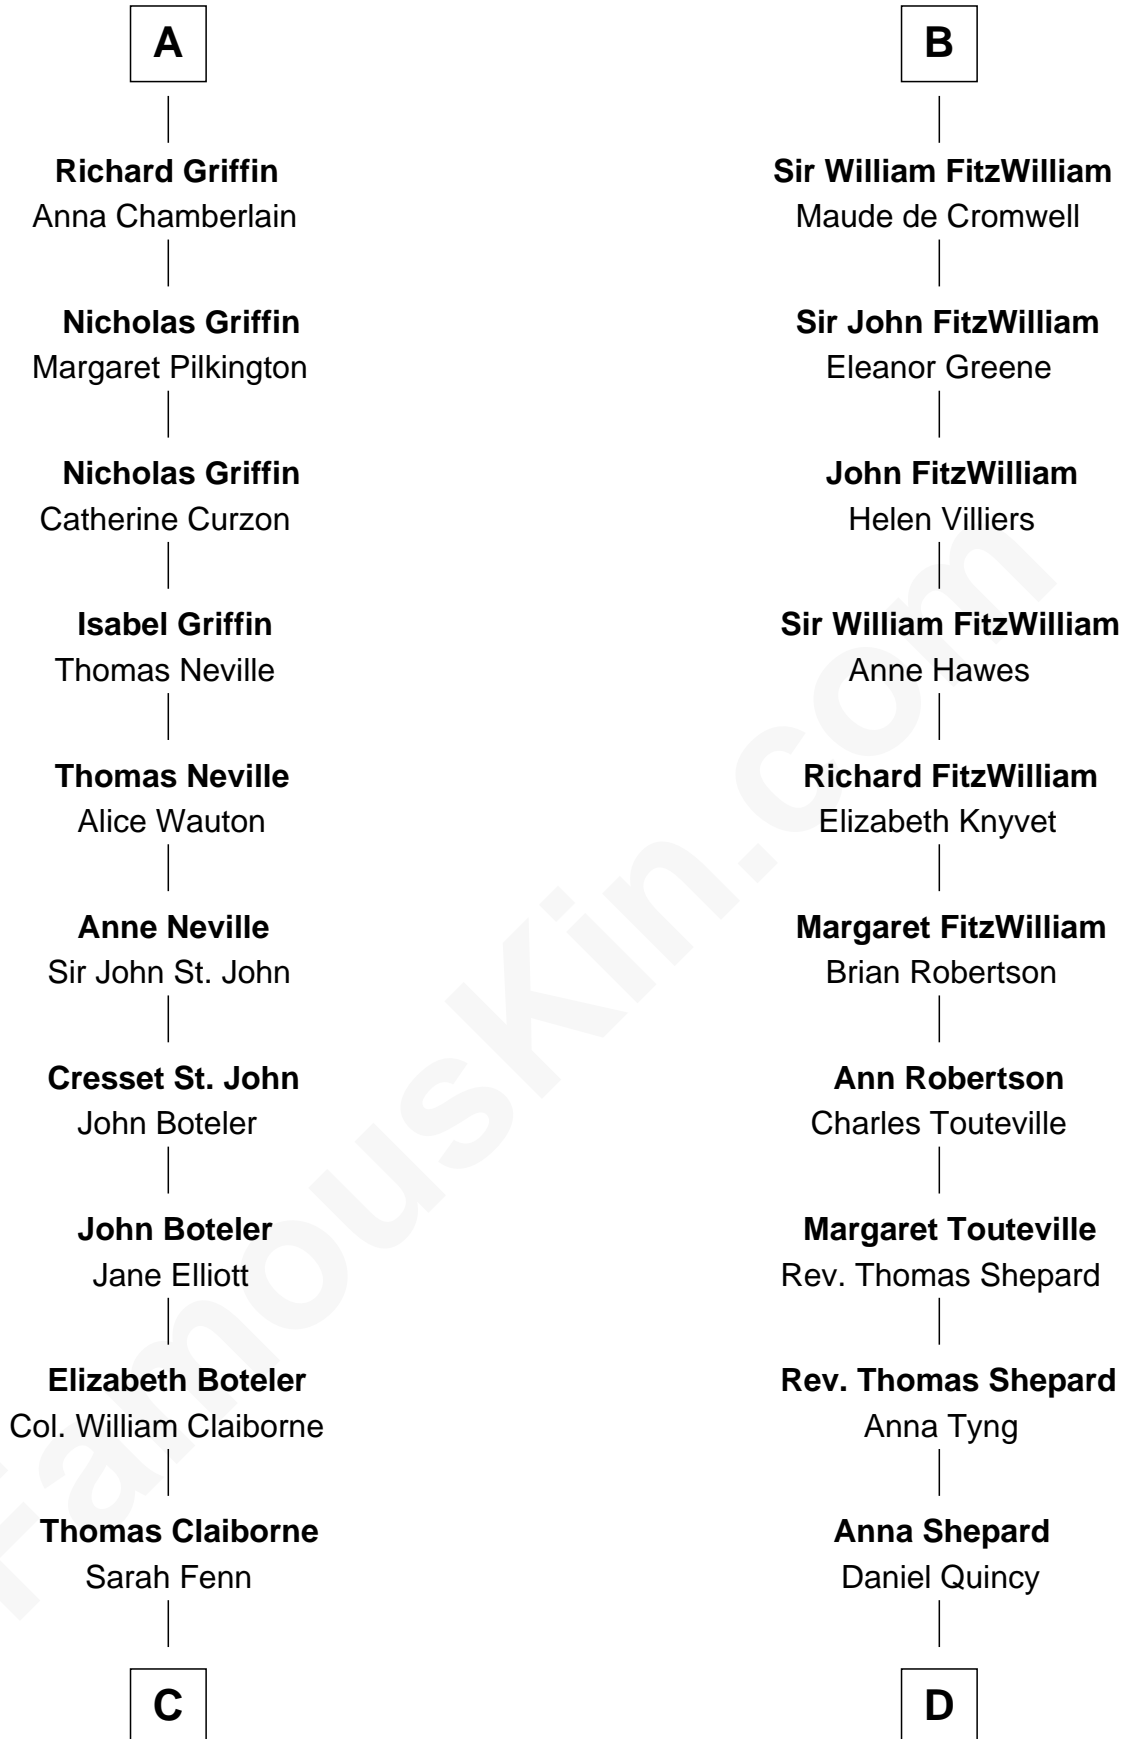 A
Richard Griffin
Anna Chamberlain
Nicholas Griffin
Margaret Pilkington
Nicholas Griffin
Catherine Curzon
Isabel Griffin
Thomas Neville
Thomas Neville
Alice Wauton
Anne Neville
Sir John St. John
Cresset St. John
John Boteler
John Boteler
Jane Elliott
Elizabeth Boteler
Col. William Claiborne
Thomas Claiborne
Sarah Fenn
C
B
Sir William FitzWilliam
Maude de Cromwell
Sir John FitzWilliam
Eleanor Greene
John FitzWilliam
Helen Villiers
Sir William FitzWilliam
Anne Hawes
Richard FitzWilliam
Elizabeth Knyvet
Margaret FitzWilliam
Brian Robertson
Ann Robertson
Charles Touteville
Margaret Touteville
Rev. Thomas Shepard
Rev. Thomas Shepard
Anna Tyng
Anna Shepard
Daniel Quincy
D
FamousKin.com